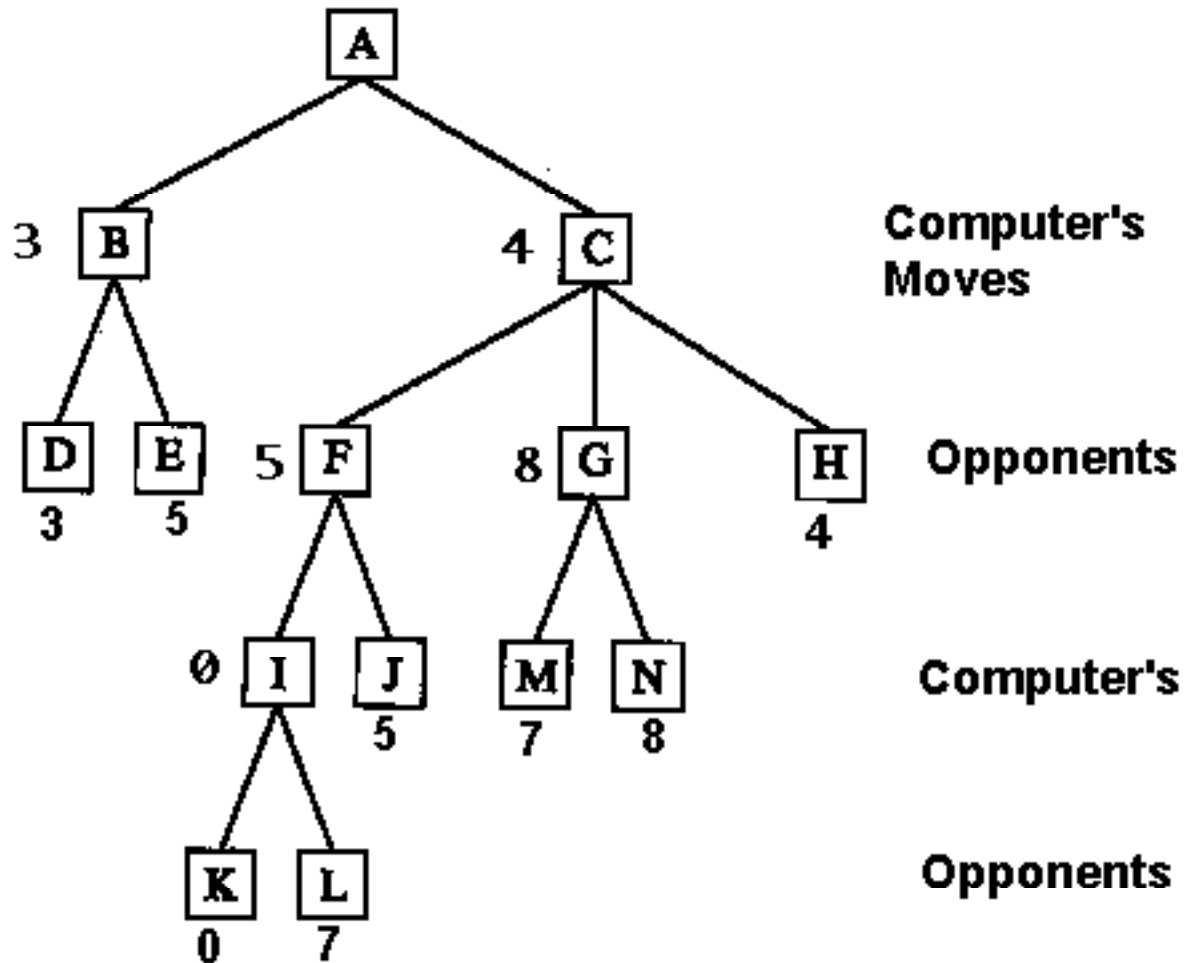 A
3 B 4 C Computer's
Moves
D E 5 F 8 G H Opponents
3 5 4
0 I J M N Computer's
5 7 8
K L Opponents
0 7